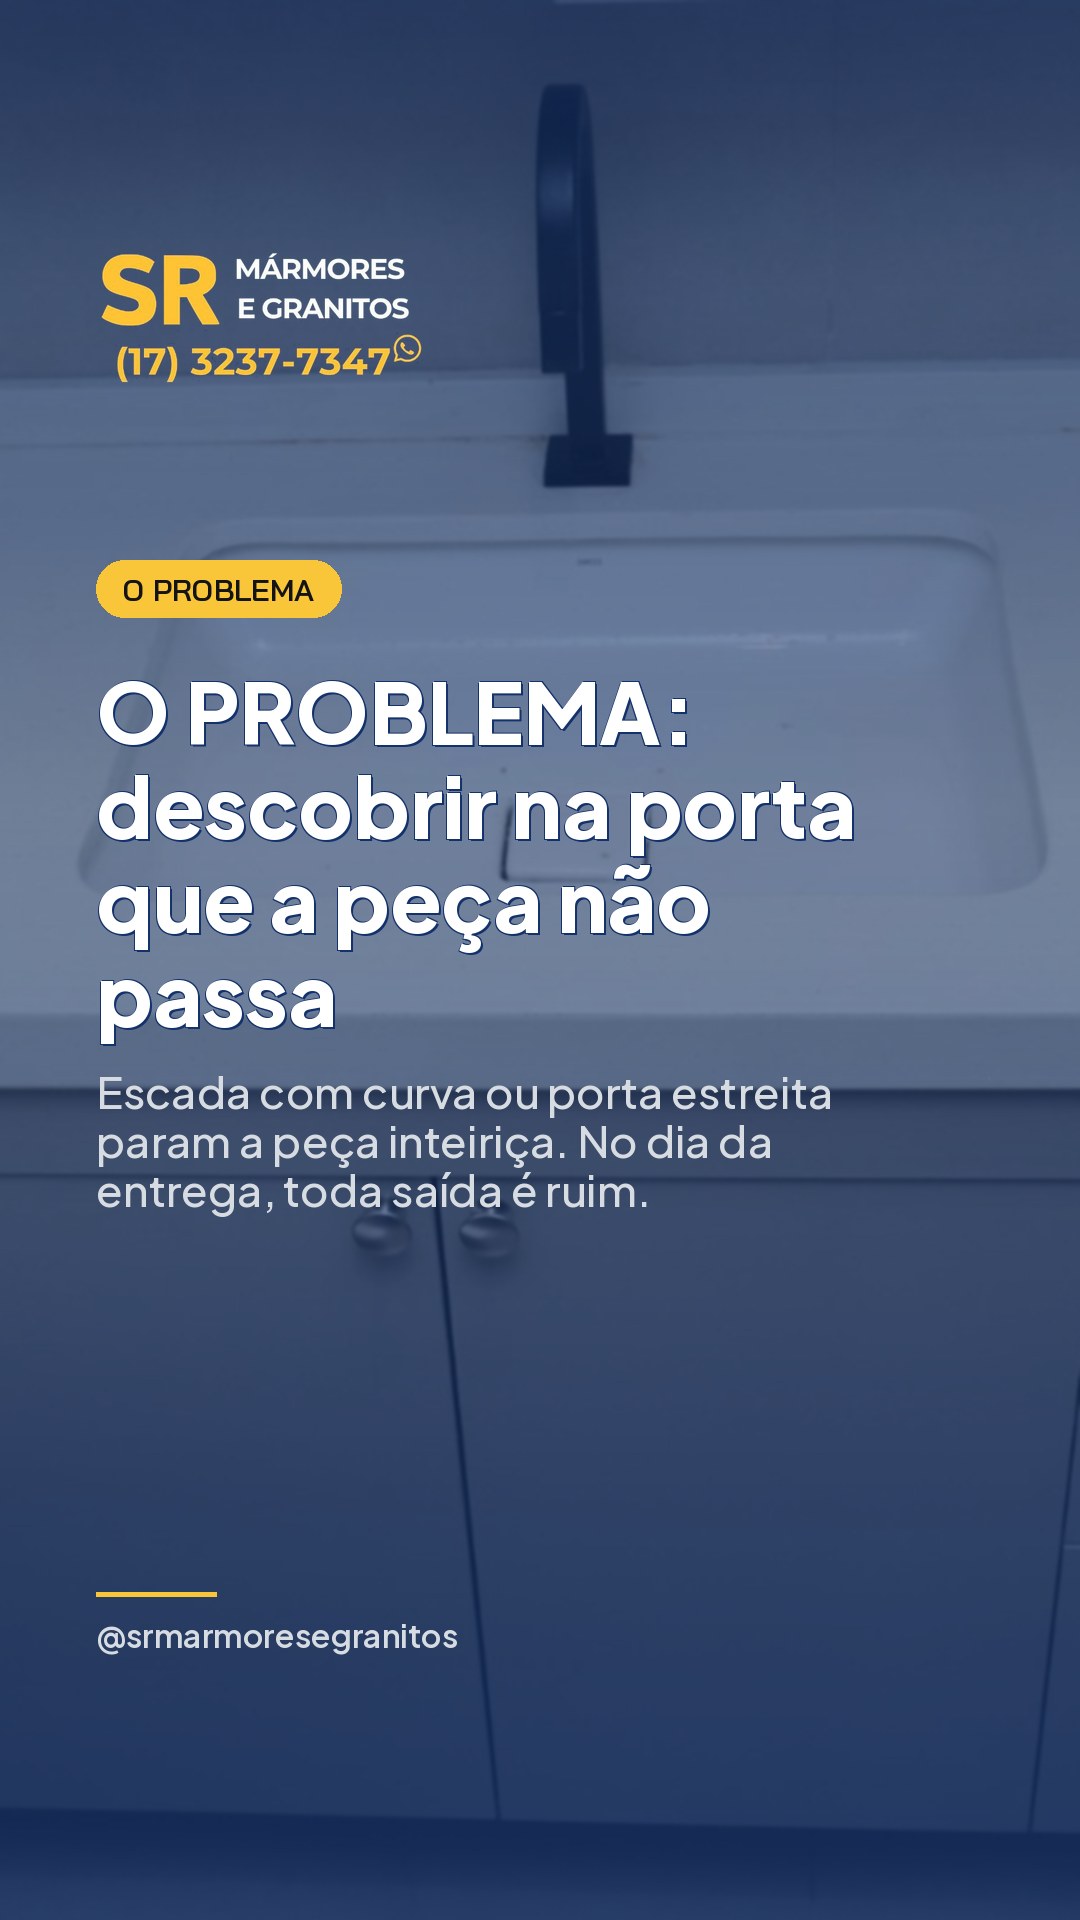 SR MÁRMORES
E GRANITOS
(17) 3237-7347
O PROBLEMA
O PROBLEMA:
descobrir na porta
que a peça não
passa
Escada com curva ou porta estreita
param a peça inteiriça. No dia da
entrega, toda saída é ruim.
@srmarmoresegranitos